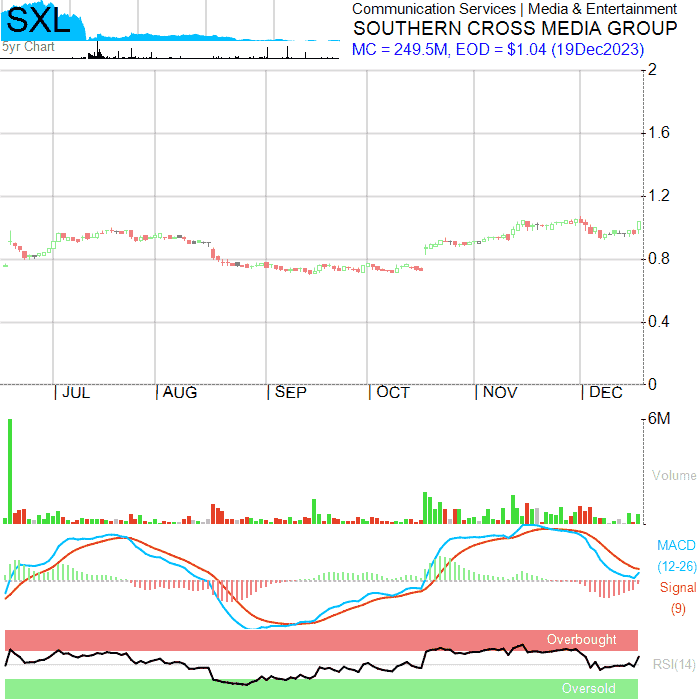 SXL
5yr Chart
Communication Services | Media & Entertainment
SOUTHERN CROSS MEDIA GROUP
MC = 249.5M, EOD = $1.04 (19Dec2023)
2
1.6
1.2
0.8
0.4
0
JUL AUG SEP OCT NOV DEC
6M
Volume
MACD
(12-26)
Signal
(9)
Overbought
RSI(14)
Oversold